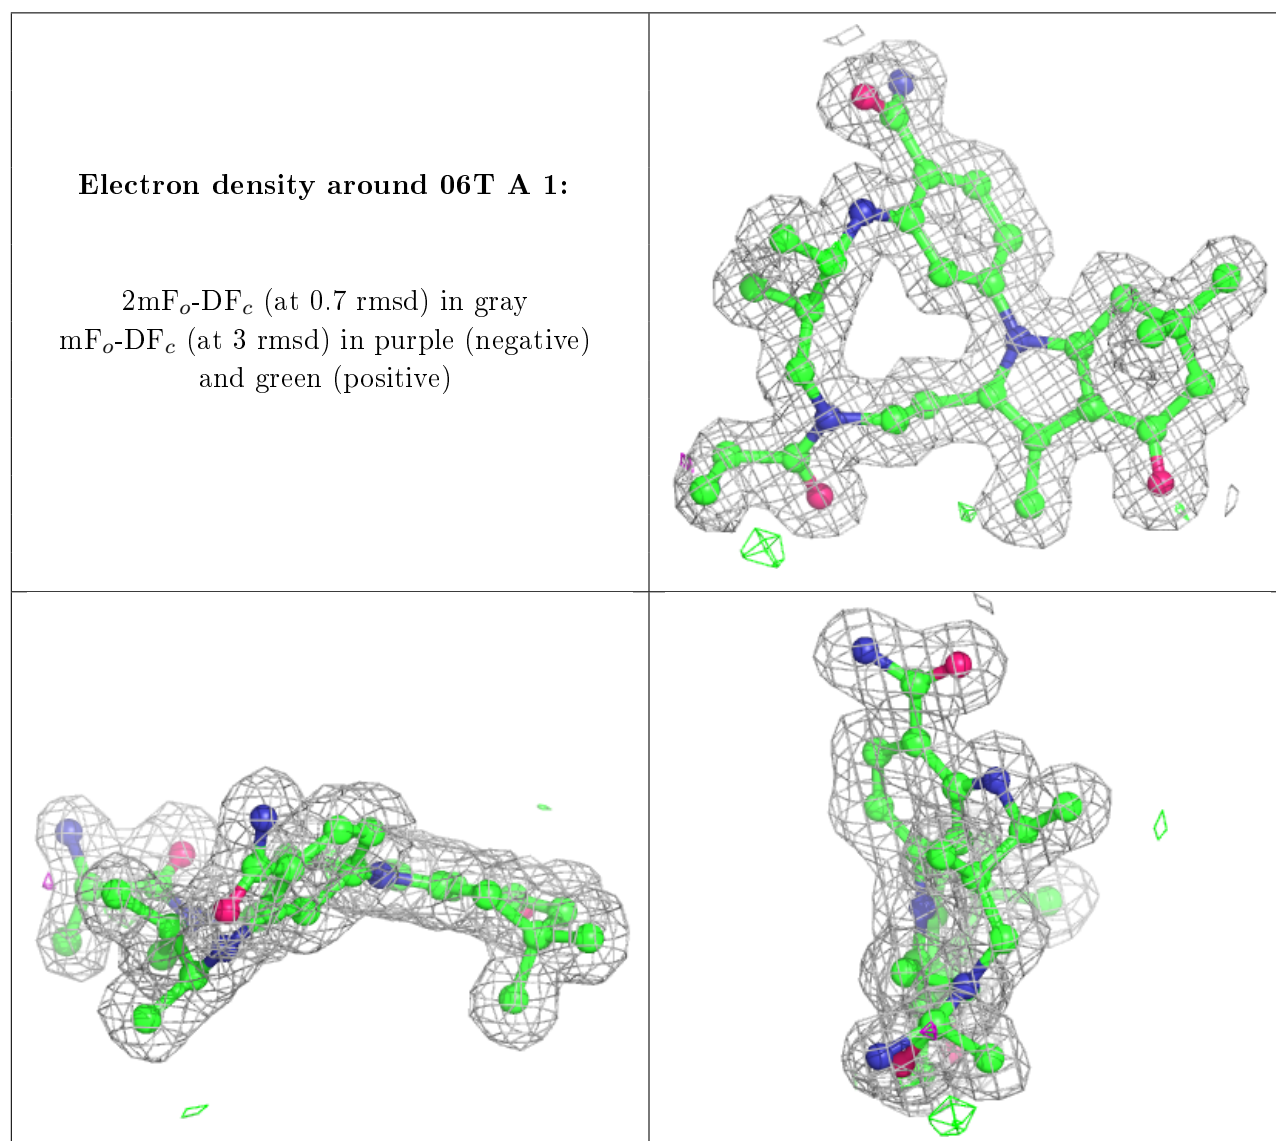 Electron density around 06T A 1:
2mFo-DFc (at 0.7 rmsd) in gray
mFo-DFc (at 3 rmsd) in purple (negative)
and green (positive)